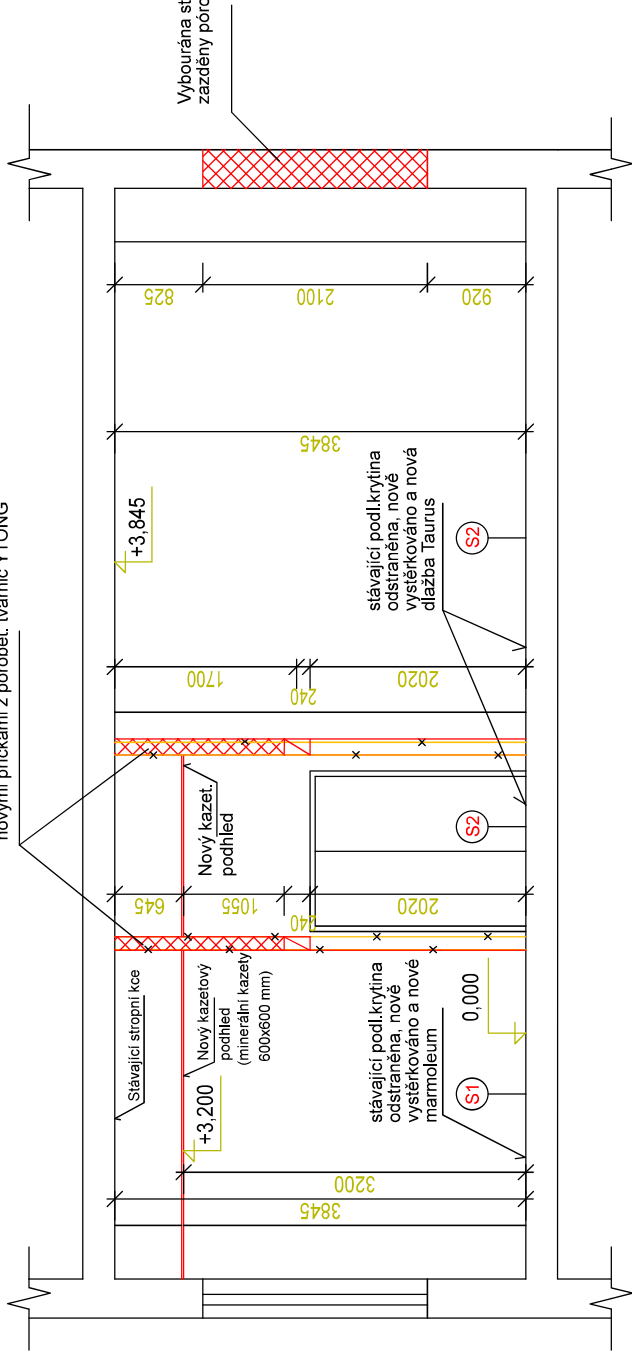 novými příčkami z pórobet. tvárnic YTONG
Vybourána
zazděny
Stávající stropní kce
Nový kazetový
podhled
(minerální kazety
600x600 mm)
+3,200
Nový kazet.
podhled
+3,845
stávající podl.krytina
odstraněna, nově
vystěrkováno a nové
marmoleum
0,000
stávající podl.krytina
odstraněna, nově
vystěrkováno a nová
dlažba Taurus
S1
S2
S2
3845
3200
645
1055
240
2020
1700
240
2020
3845
825
2100
920